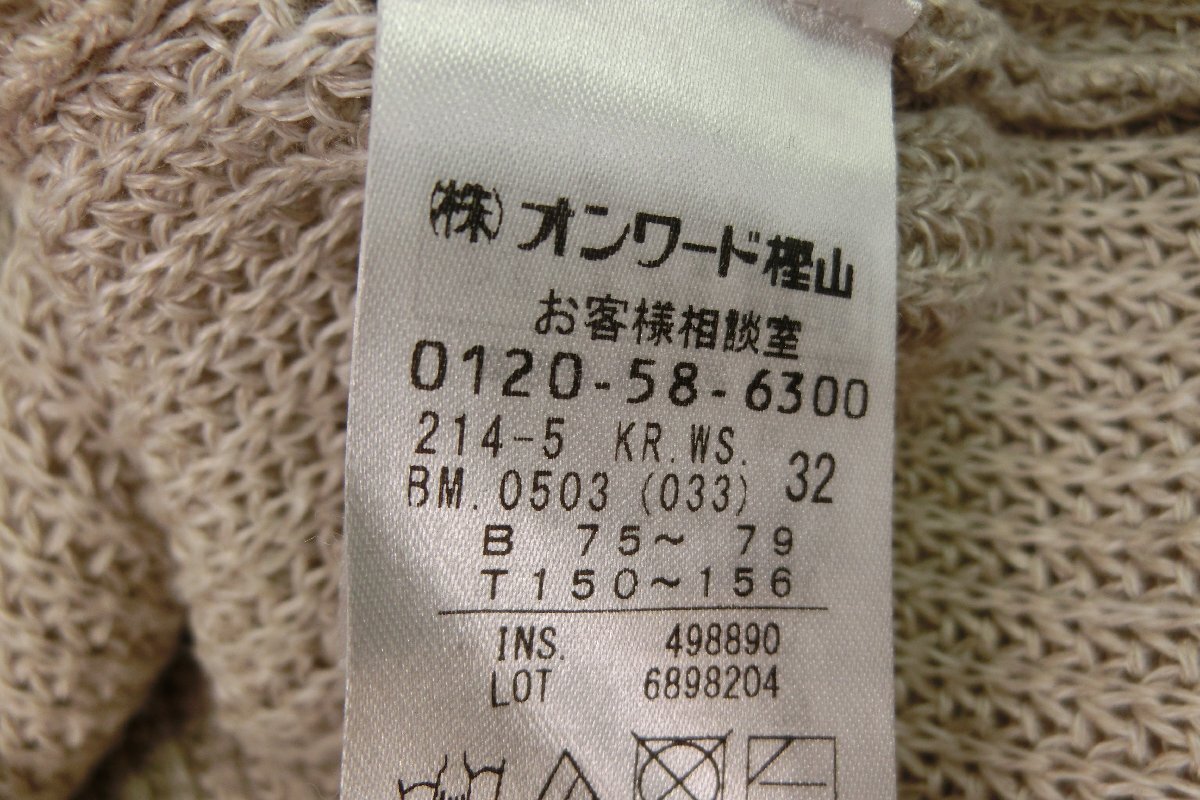 (株)オンワード樫山
お客様相談室
0120-58-6300
214-5 KR.WS.
BM. 0503 (033) 32
B 75～ 79
T150～156
INS. 498890
LOT 6898204